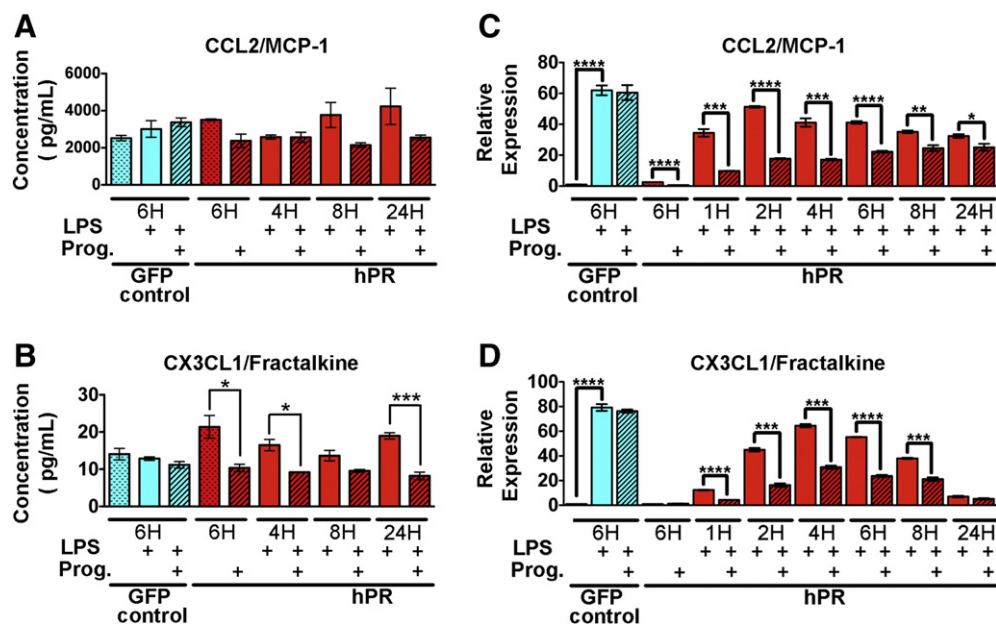 A
CCL2/MCP-1
Concentration
( pg/mL)
6000
4000
2000
0
6H 6H 4H 8H 24H
LPS + + + + + + + +
Prog. + + + + +
GFP
control
hPR
C
CCL2/MCP-1
Relative
Expression
80
60
40
20
0
**** **** *** **** *** **** ** *
6H 6H 1H 2H 4H 6H 8H 24H
LPS + + + + + + + + + + + + + +
Prog. + + + + + + + +
GFP
control
hPR
B
CX3CL1/Fractalkine
Concentration
( pg/mL)
30
20
10
0
* * ***
6H 6H 4H 8H 24H
LPS + + + + + + + +
Prog. + + + + +
GFP
control
hPR
D
CX3CL1/Fractalkine
Relative
Expression
100
80
60
40
20
0
**** **** *** *** **** ***
6H 6H 1H 2H 4H 6H 8H 24H
LPS + + + + + + + + + + + + + +
Prog. + + + + + + + +
GFP
control
hPR